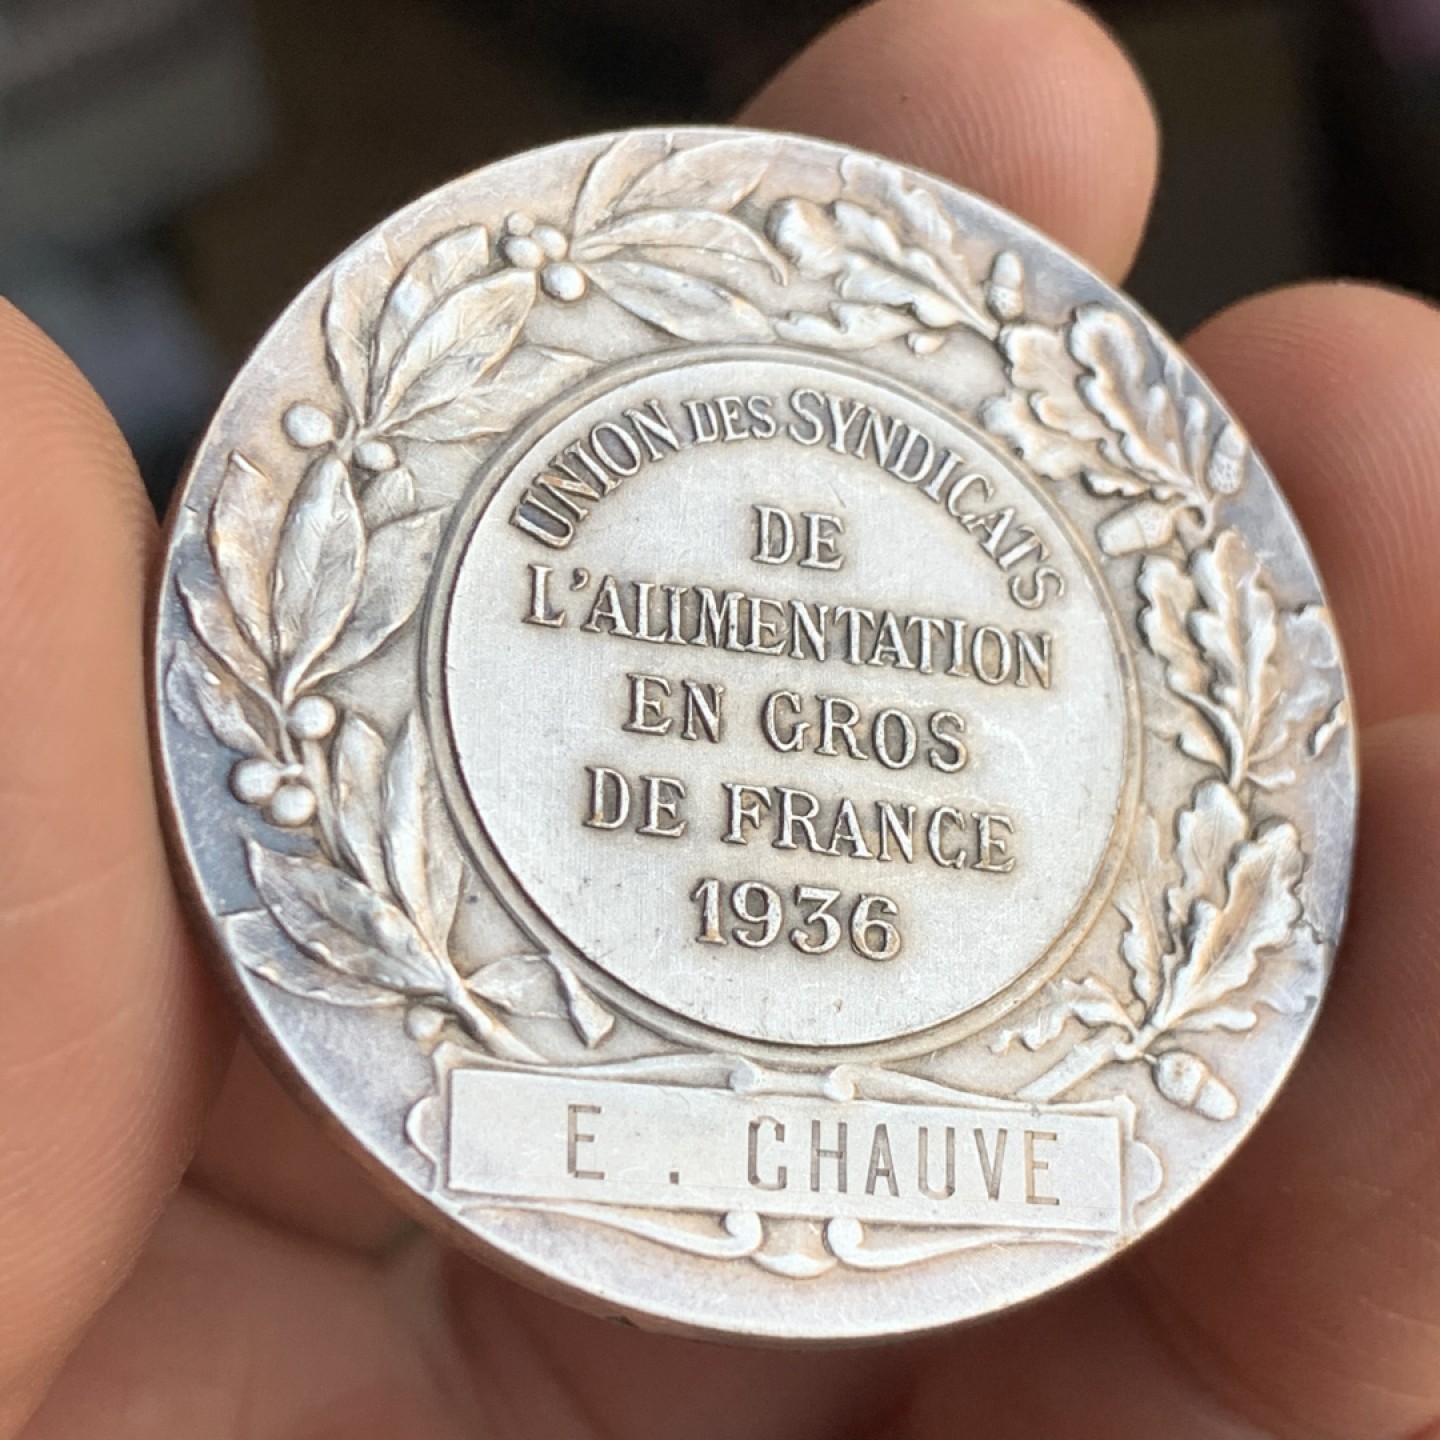 UNION DES SYNDICATS
DE
L'ALIMENTATION
EN GROS
DE FRANCE
1936
E . CHAUVE